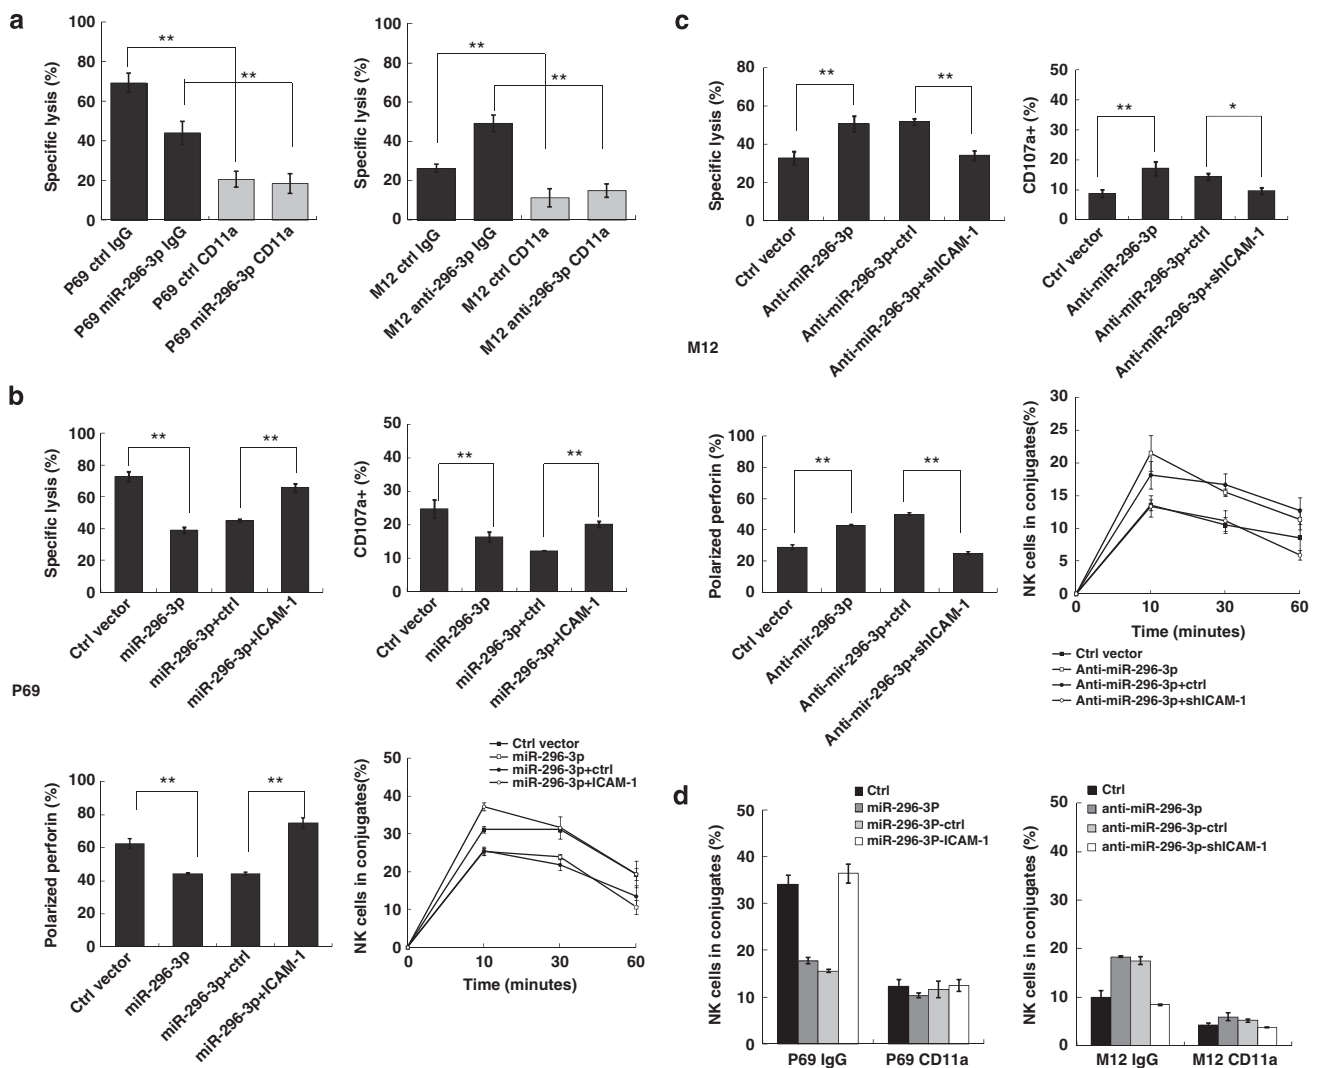 a
Specific lysis (%)
100
80
60
40
20
0
**
**
P69 ctrl IgG
P69 miR-296-3p IgG
P69 ctrl CD11a
P69 miR-296-3p CD11a
Specific lysis (%)
100
80
60
40
20
0
**
**
M12 ctrl IgG
M12 anti-296-3p IgG
M12 ctrl CD11a
M12 anti-296-3p CD11a
b
Specific lysis (%)
100
80
60
40
20
0
**
**
Ctrl vector
miR-296-3p
miR-296-3p+ctrl
miR-296-3p+ICAM-1
CD107a+ (%)
50
40
30
20
10
0
**
**
Ctrl vector
miR-296-3p
miR-296-3p+ctrl
miR-296-3p+ICAM-1
P69
Polarized perforin (%)
100
80
60
40
20
0
**
**
Ctrl vector
miR-296-3p
miR-296-3p+ctrl
miR-296-3p+ICAM-1
NK cells in conjugates(%)
50
40
30
20
10
0
Ctrl vector
miR-296-3p
miR-296-3p+ctrl
miR-296-3p+ICAM-1
0 10 30 60
Time (minutes)
c
Specific lysis (%)
80
60
40
20
0
**
**
Ctrl vector
Anti-miR-296-3p
Anti-miR-296-3p+ctrl
Anti-miR-296-3p+shICAM-1
CD107a+ (%)
50
40
30
20
10
0
**
*
Ctrl vector
Anti-miR-296-3p
Anti-miR-296-3p+ctrl
Anti-miR-296-3p+shICAM-1
M12
Polarized perforin (%)
100
80
60
40
20
0
**
**
Ctrl vector
Anti-mir-296-3p
Anti-mir-296-3p+ctrl
Anti-mir-296-3p+shICAM-1
NK cells in conjugates(%)
30
25
20
15
10
5
0
0 10 30 60
Time (minutes)
Ctrl vector
Anti-miR-296-3p
Anti-miR-296-3p+ctrl
Anti-miR-296-3p+shICAM-1
d
NK cells in conjugates (%)
50
40
30
20
10
0
Ctrl
miR-296-3P
miR-296-3P-ctrl
miR-296-3P-ICAM-1
P69 IgG P69 CD11a
NK cells in conjugates (%)
50
40
30
20
10
0
Ctrl
anti-miR-296-3p
anti-miR-296-3p-ctrl
anti-miR-296-3p-shICAM-1
M12 IgG M12 CD11a